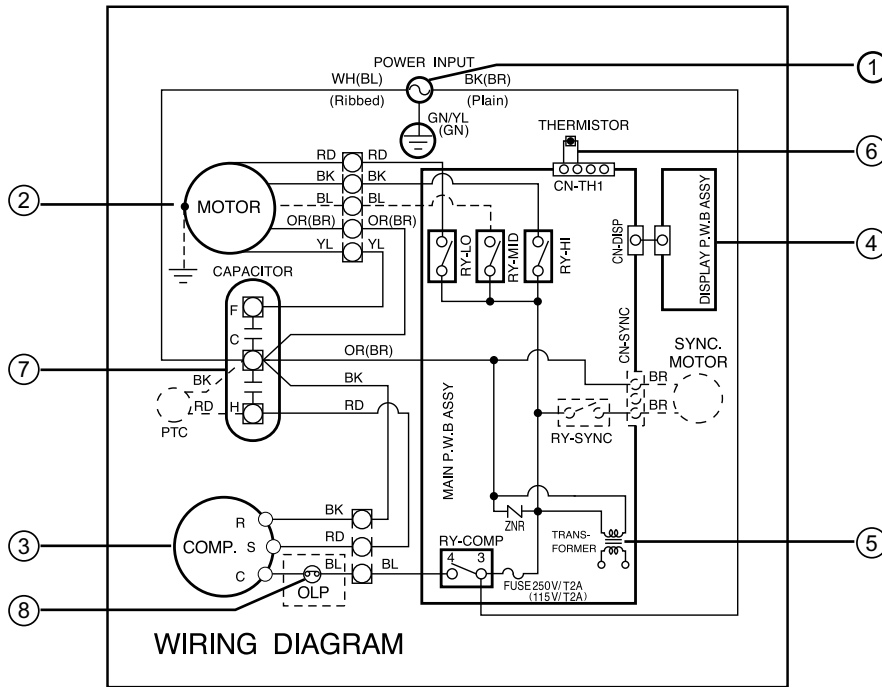 POWER INPUT
WH(BL)
BK(BR)
(Ribbed)
(Plain)
GN/YL
(GN)
1
THERMISTOR
6
CN-TH1
RD
RD
BK
BK
BL
BL
OR(BR)
OR(BR)
YL
YL
2
MOTOR
RY-LO
RY-MID
RY-HI
CN-DISP
DISPLAY P.W.B ASSY
4
CAPACITOR
F
C
H
7
OR(BR)
BK
RD
BK
RD
PTC
CN-SYNC
SYNC.
MOTOR
BR
BR
RY-SYNC
MAIN P.W.B ASSY
ZNR
TRANS-
FORMER
5
3
COMP.
R
S
C
BK
RD
BL
BL
OLP
8
RY-COMP
4
3
FUSE 250V/T2A
(115V/T2A)
WIRING DIAGRAM